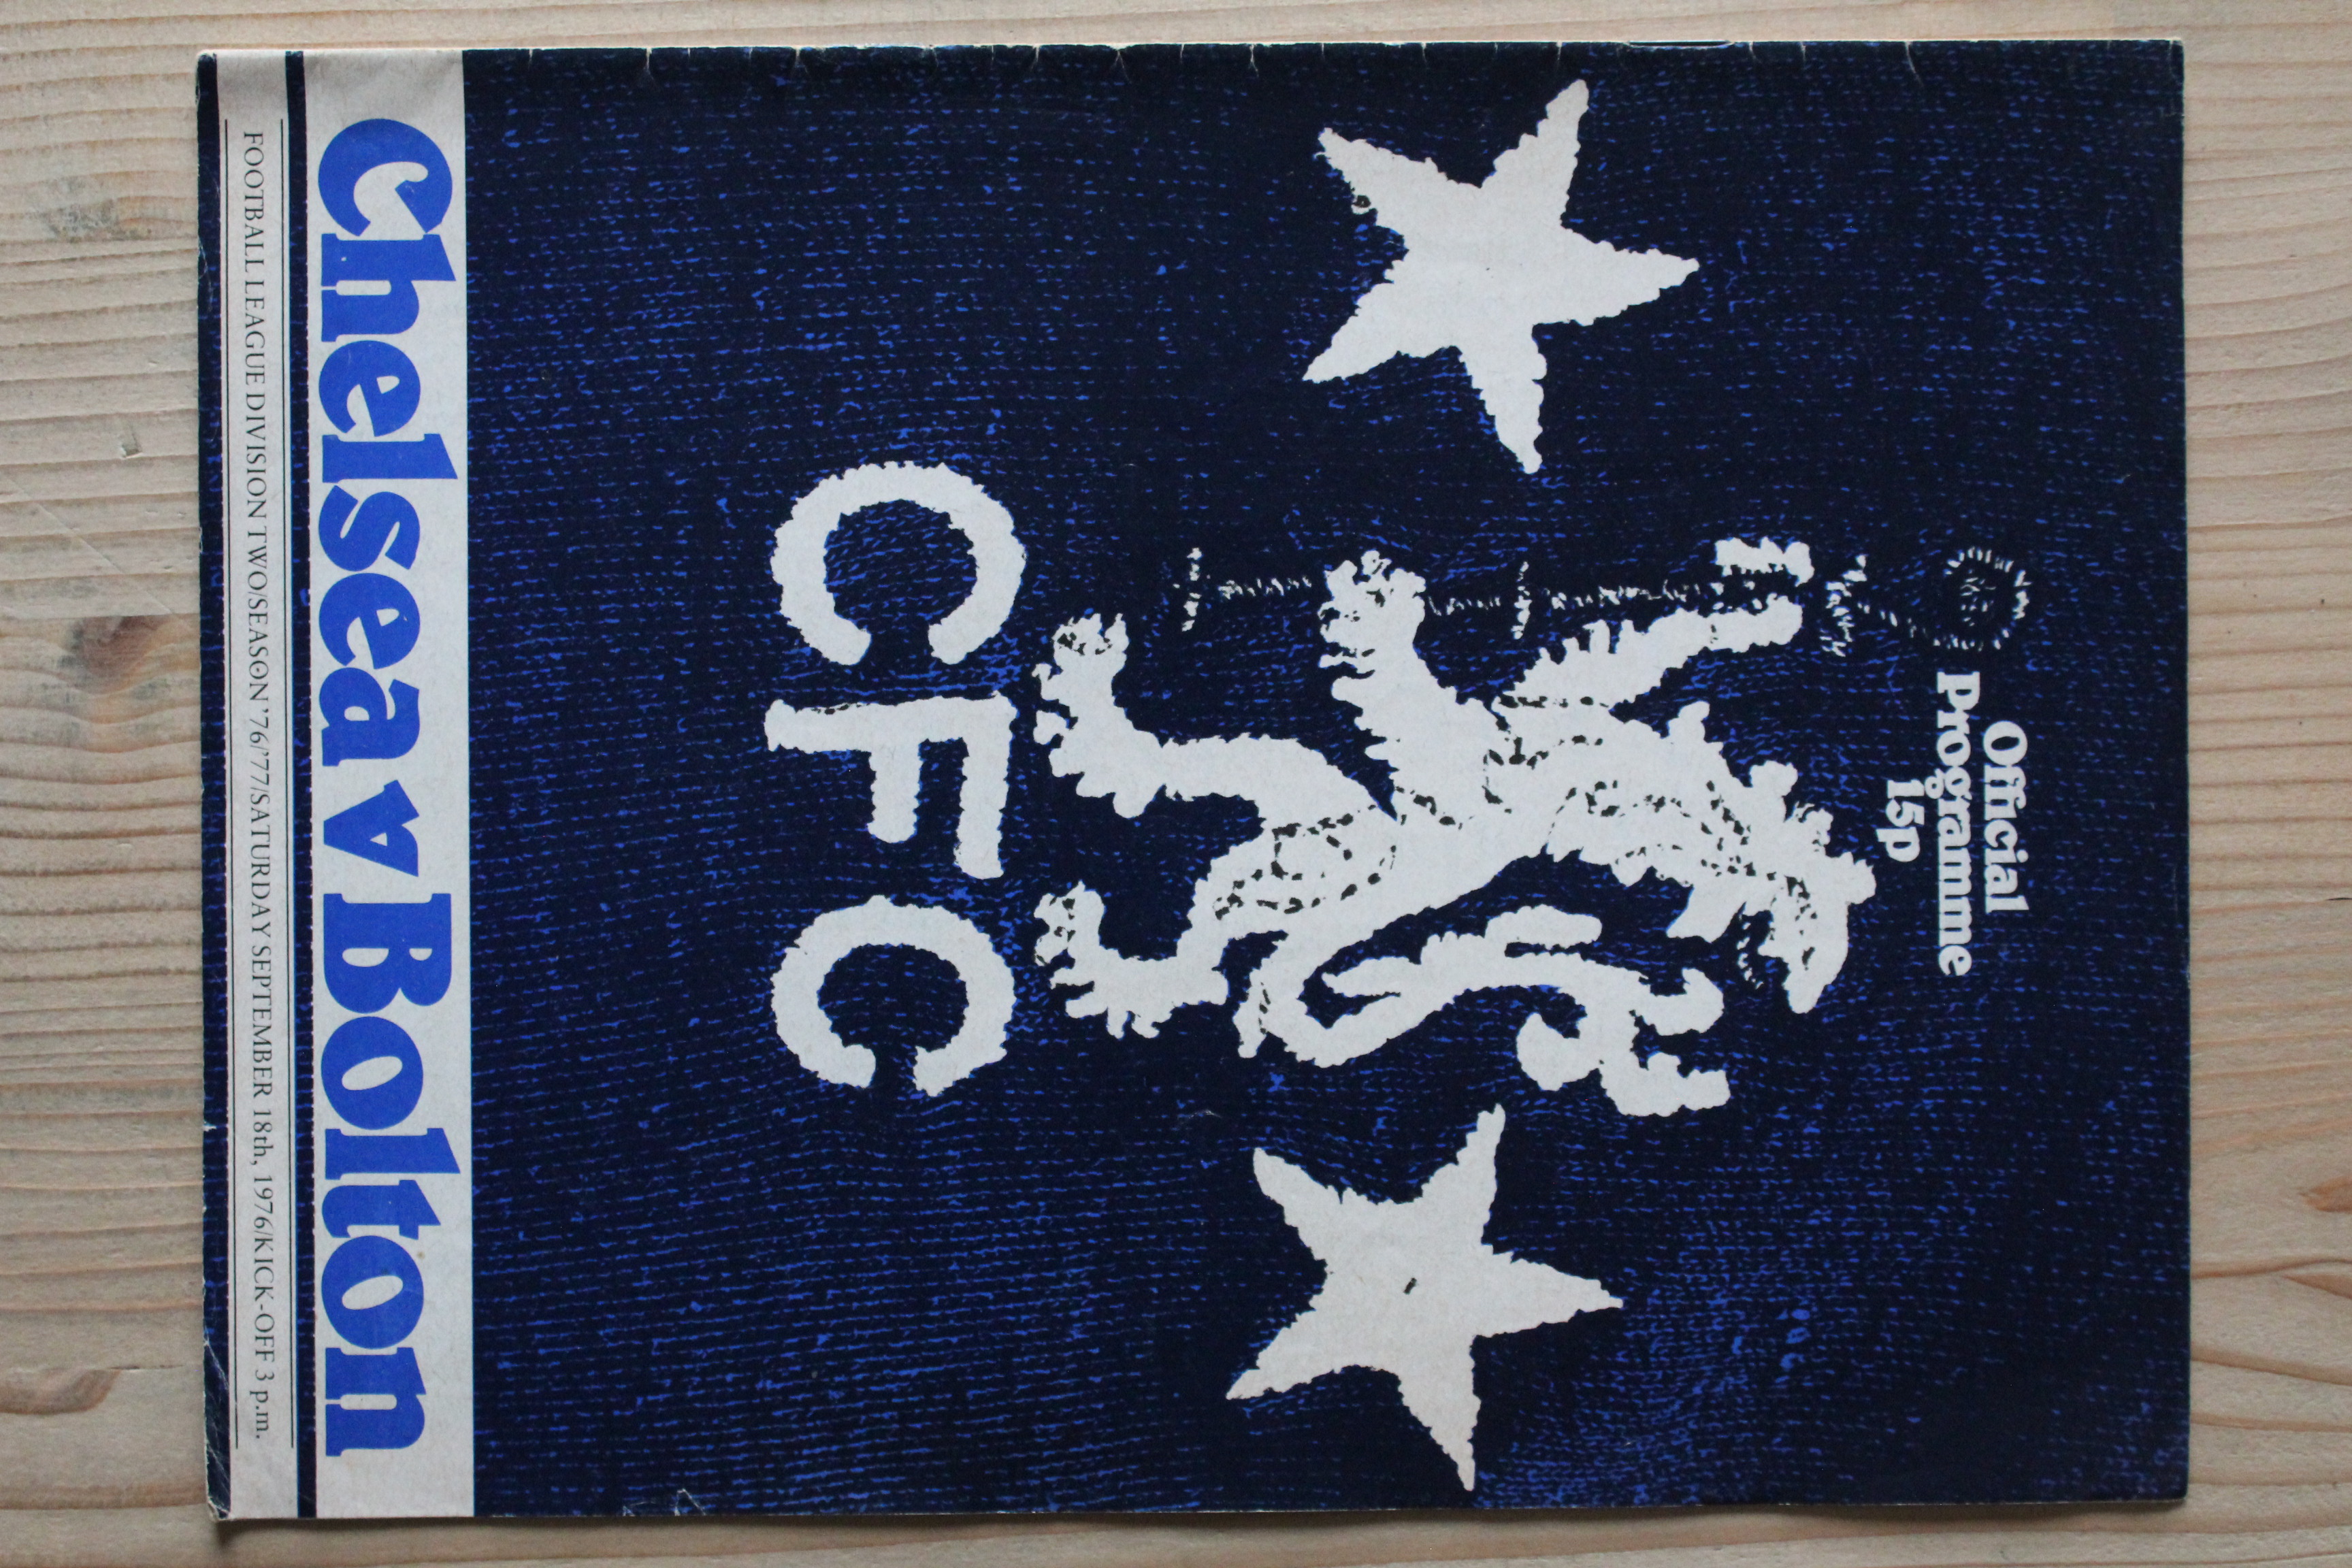 Official
Programme
15p
CFC
Chelsea v Bolton
FOOTBALL LEAGUE DIVISION TWO/SEASON '76/'77/SATURDAY SEPTEMBER 18th, 1976/KICK-OFF 3 p.m.